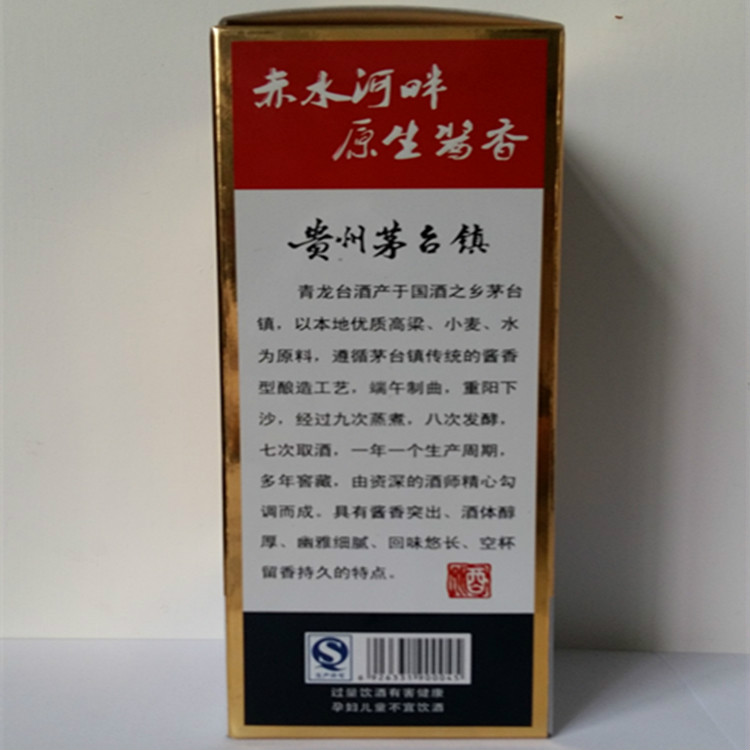 赤水河畔
原生酱香
贵州茅台镇
青龙台酒产于国酒之乡茅台
镇，以本地优质高粱、小麦、水
为原料，遵循茅台镇传统的酱香
型酿造工艺，端午制曲，重阳下
沙，经过九次蒸煮，八次发酵，
七次取酒，一年一个生产周期，
多年窖藏，由资深的酒师精心勾
调而成。具有酱香突出、酒体醇
厚、幽雅细腻、回味悠长、空杯
留香持久的特点。
过量饮酒有害健康
孕妇儿童不宜饮酒